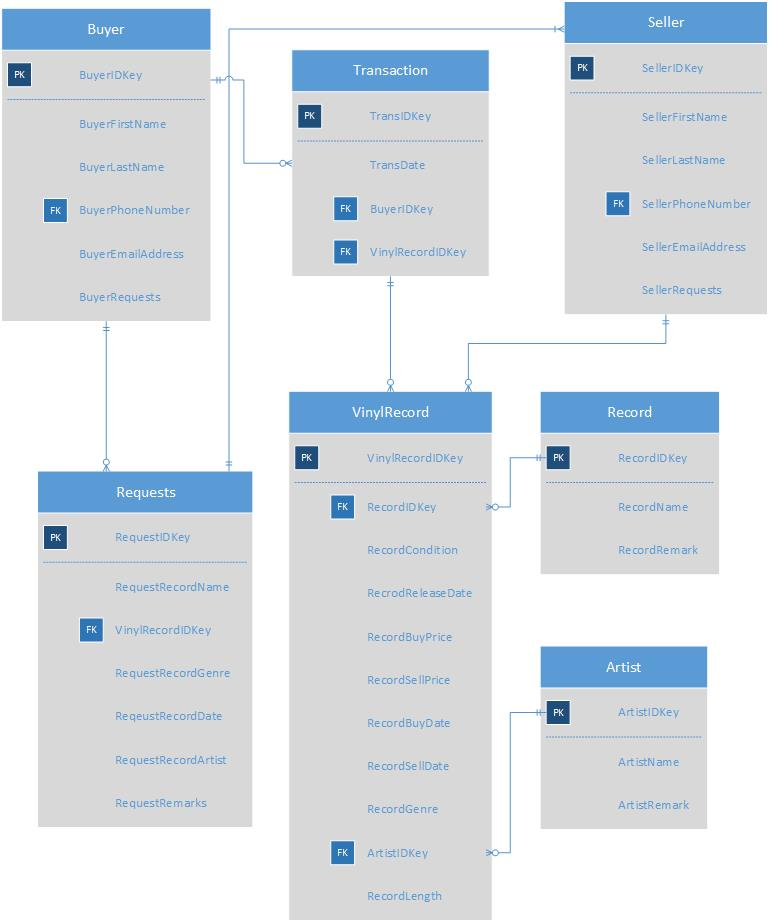 Buyer
PK BuyerIDKey
BuyerFirstName
BuyerLastName
FK BuyerPhoneNumber
BuyerEmailAddress
BuyerRequests
Transaction
PK TransIDKey
TransDate
FK BuyerIDKey
FK VinylRecordIDKey
Seller
PK SellerIDKey
SellerFirstName
SellerLastName
FK SellerPhoneNumber
SellerEmailAddress
SellerRequests
Requests
PK RequestIDKey
RequestRecordName
FK VinylRecordIDKey
RequestRecordGenre
ReqeustRecordDate
RequestRecordArtist
RequestRemarks
VinylRecord
PK VinylRecordIDKey
FK RecordIDKey
RecordCondition
RecrodReleaseDate
RecordBuyPrice
RecordSellPrice
RecordBuyDate
RecordSellDate
RecordGenre
FK ArtistIDKey
RecordLength
Record
PK RecordIDKey
RecordName
RecordRemark
Artist
PK ArtistIDKey
ArtistName
ArtistRemark